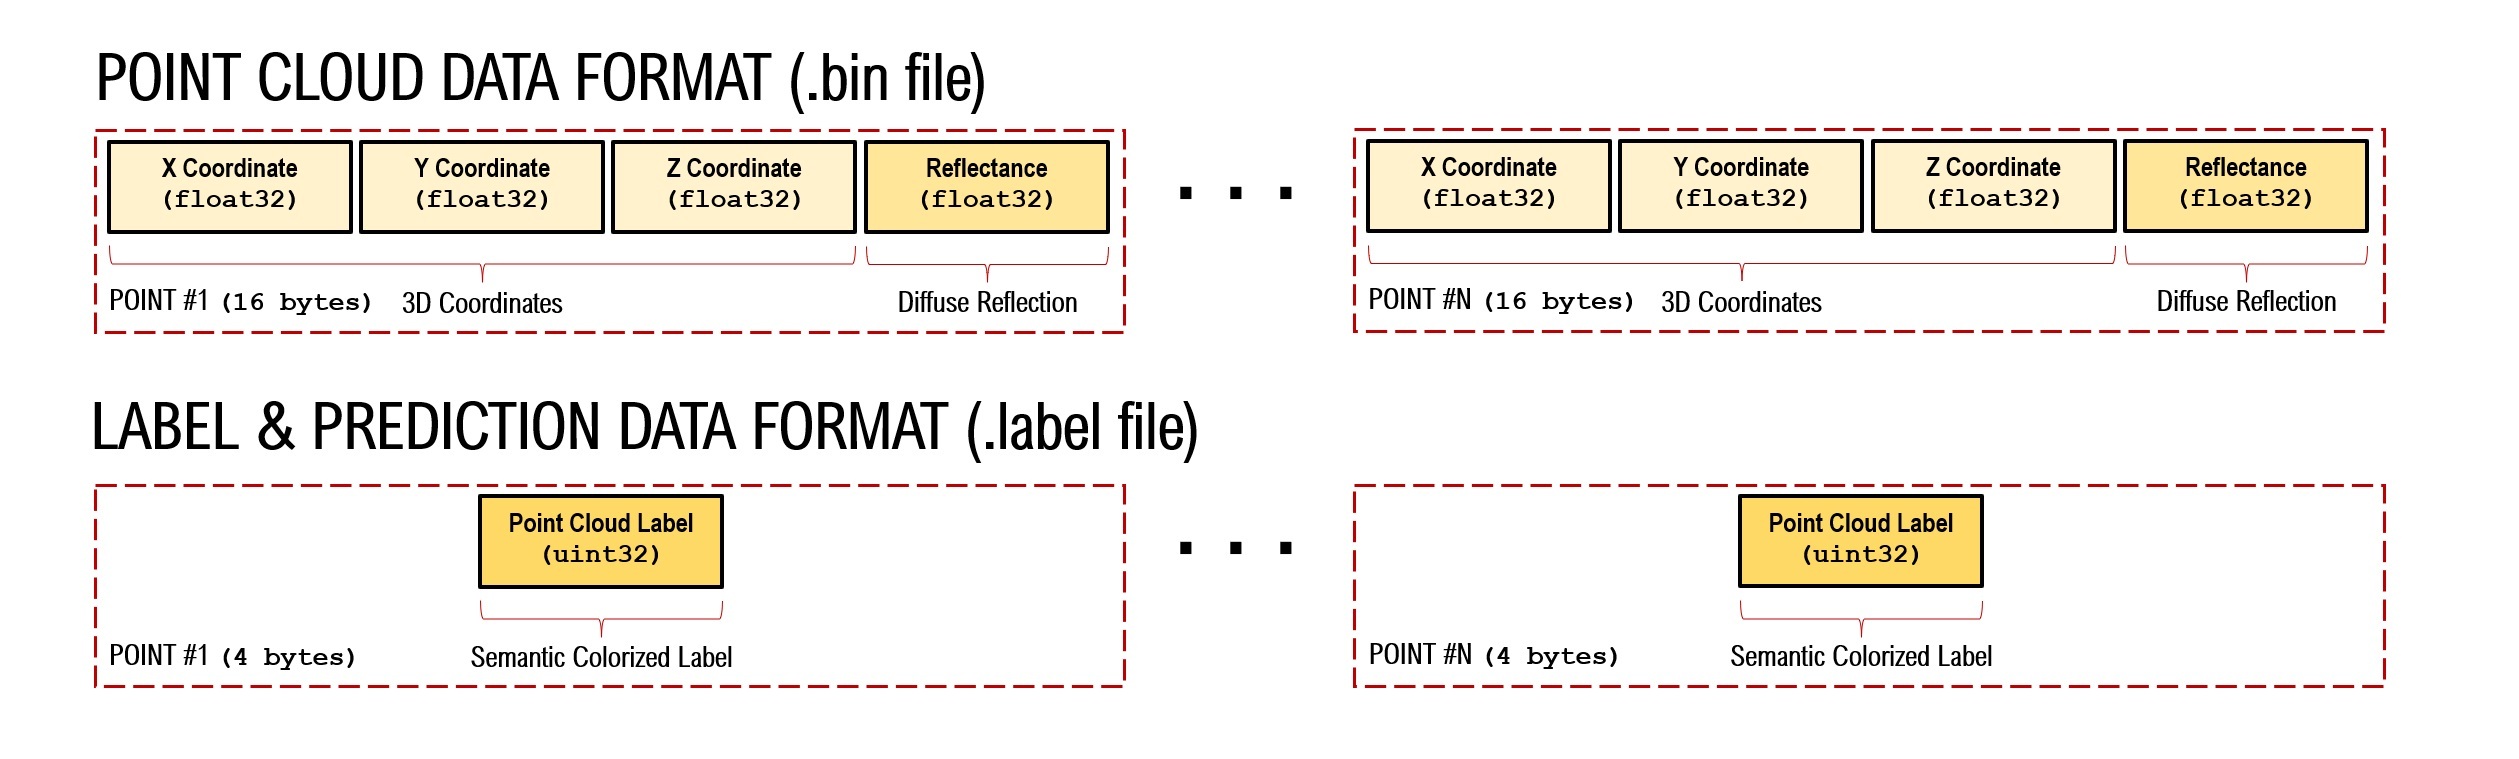 POINT CLOUD DATA FORMAT (.bin file)
X Coordinate
(float32)
Y Coordinate
(float32)
Z Coordinate
(float32)
Reflectance
(float32)
POINT #1 (16 bytes)
3D Coordinates
Diffuse Reflection
. . .
X Coordinate
(float32)
Y Coordinate
(float32)
Z Coordinate
(float32)
Reflectance
(float32)
POINT #N (16 bytes)
3D Coordinates
Diffuse Reflection
LABEL & PREDICTION DATA FORMAT (.label file)
Point Cloud Label
(uint32)
POINT #1 (4 bytes)
Semantic Colorized Label
. . .
Point Cloud Label
(uint32)
POINT #N (4 bytes)
Semantic Colorized Label